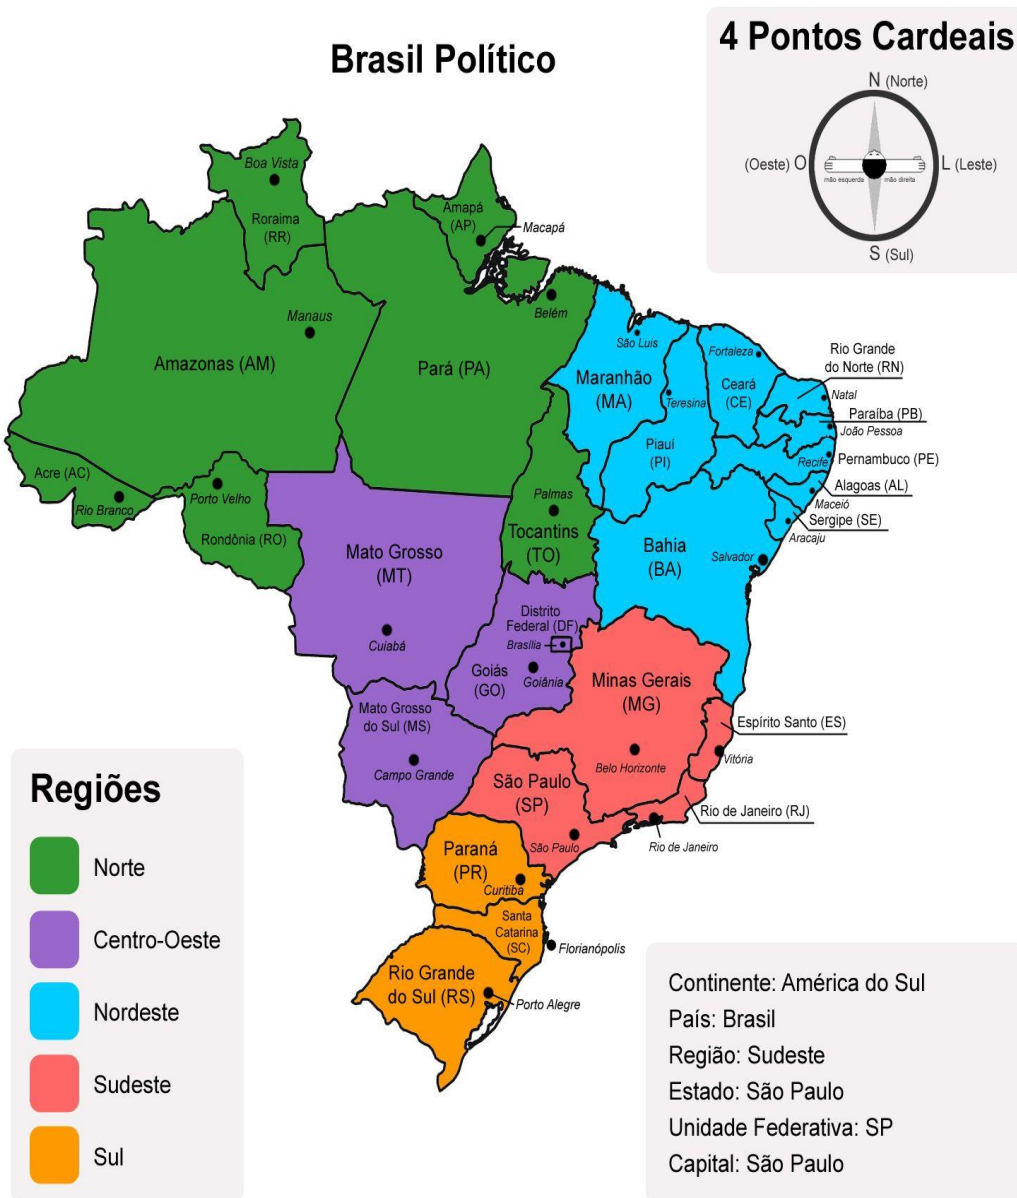 Brasil Político
4 Pontos Cardeais
N (Norte)
(Oeste) O
L (Leste)
mão esquerda
mão direita
S (Sul)
Boa Vista
Roraima
(RR)
Amapá
(AP)
Macapá
Manaus
Amazonas (AM)
Belém
Pará (PA)
São Luis
Maranhão
(MA)
Teresina
Piauí
(PI)
Fortaleza
Ceará
(CE)
Rio Grande
do Norte (RN)
Natal
Paraíba (PB)
João Pessoa
Recife
Pernambuco (PE)
Alagoas (AL)
Maceió
Sergipe (SE)
Aracaju
Acre (AC)
Rio Branco
Porto Velho
Rondônia (RO)
Palmas
Tocantins
(TO)
Bahia
(BA)
Salvador
Mato Grosso
(MT)
Cuiabá
Distrito
Federal (DF)
Brasília
Goiás
(GO)
Goiânia
Mato Grosso
do Sul (MS)
Campo Grande
Minas Gerais
(MG)
Belo Horizonte
Espírito Santo (ES)
Vitória
São Paulo
(SP)
São Paulo
Rio de Janeiro (RJ)
Rio de Janeiro
Paraná
(PR)
Curitiba
Santa
Catarina
(SC)
Florianópolis
Rio Grande
do Sul (RS)
Porto Alegre
Regiões
Norte
Centro-Oeste
Nordeste
Sudeste
Sul
Continente: América do Sul
País: Brasil
Região: Sudeste
Estado: São Paulo
Unidade Federativa: SP
Capital: São Paulo